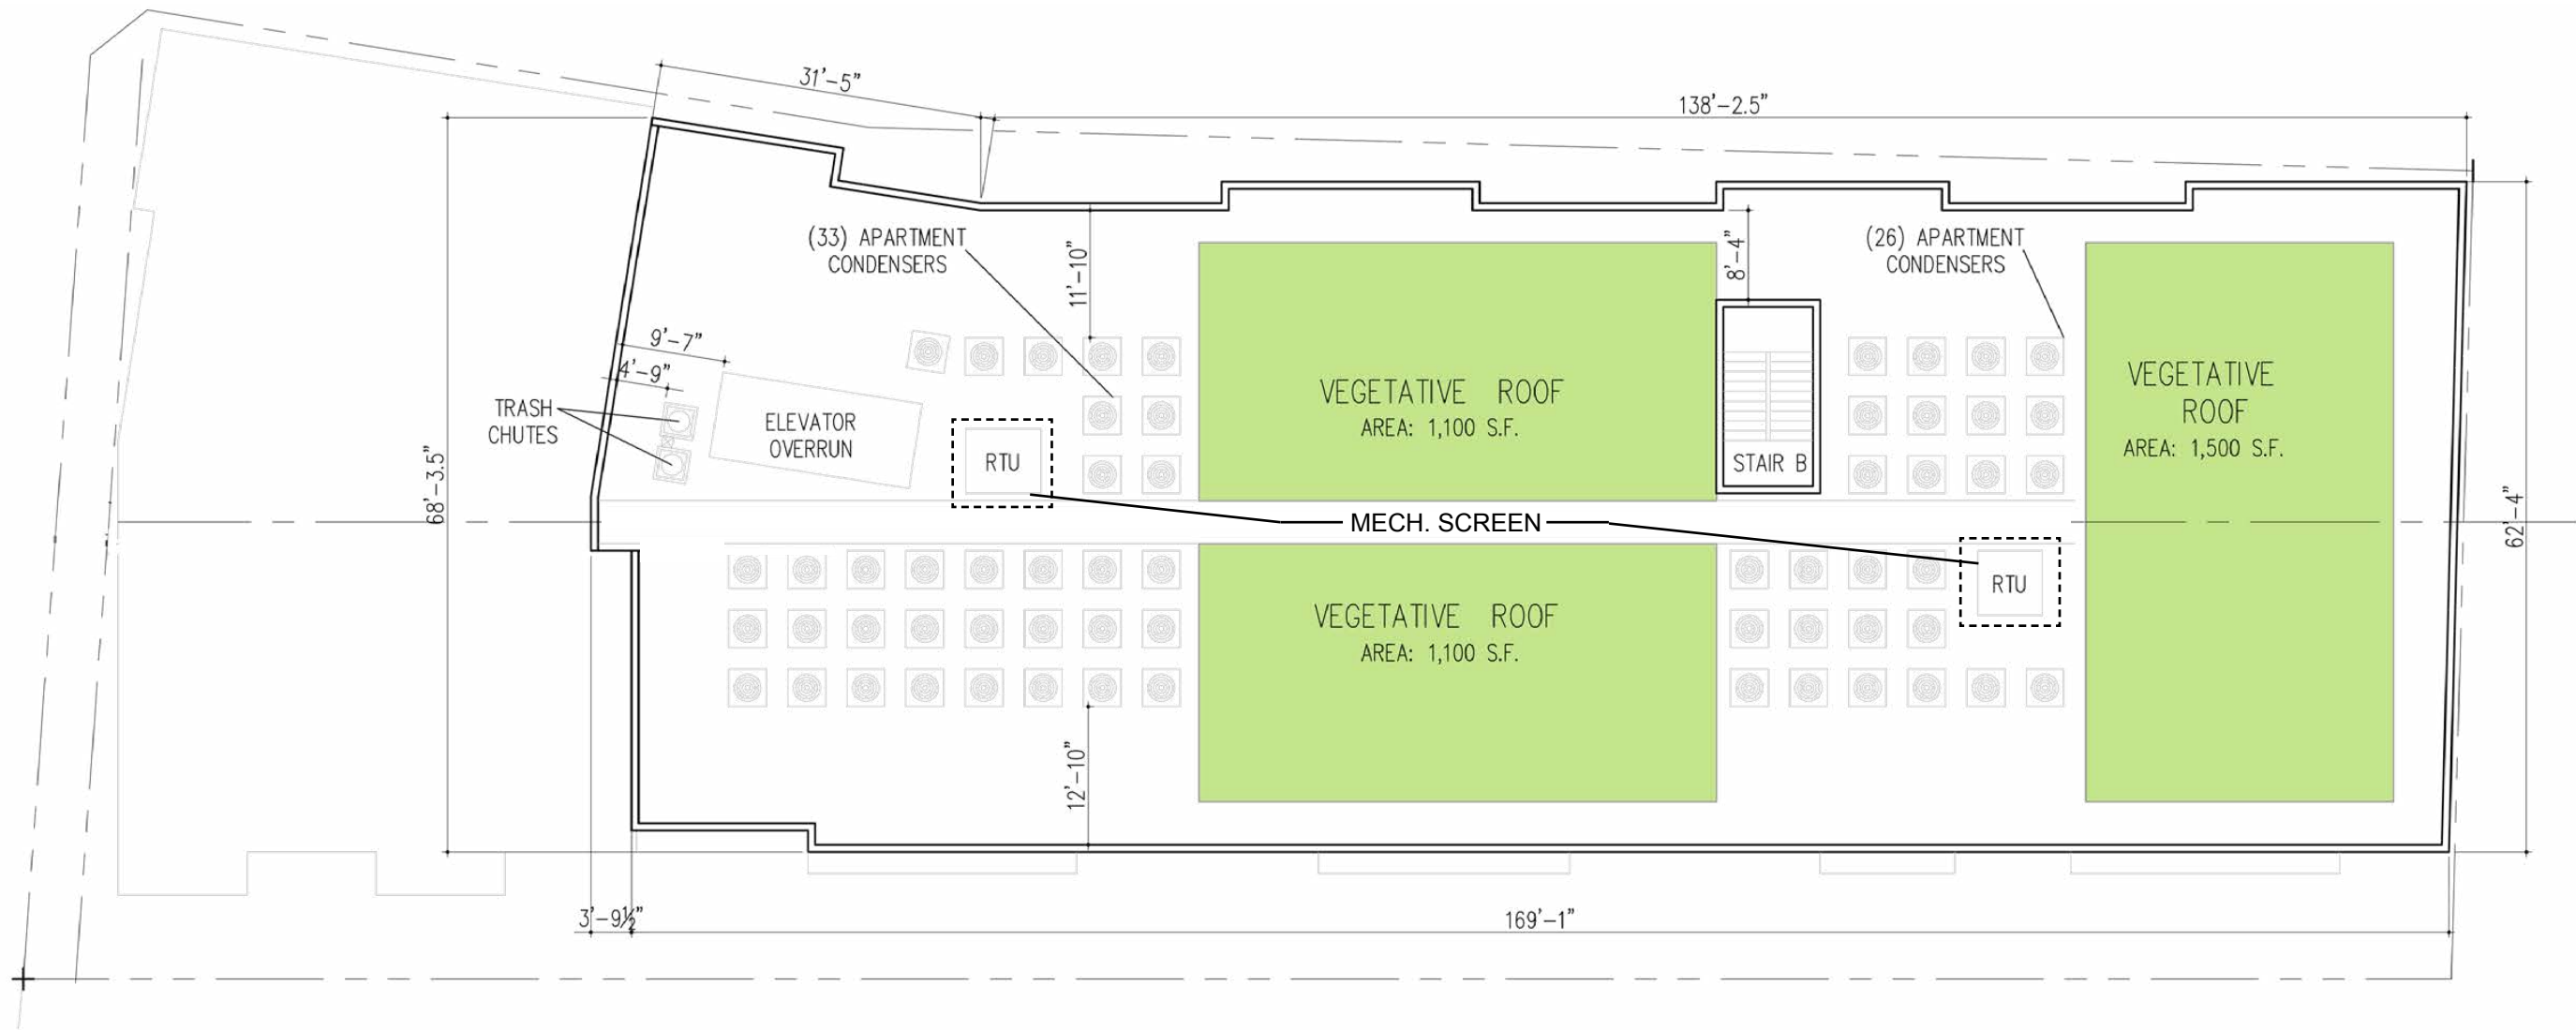 31'-5"
138'-2.5"
(33) APARTMENT
CONDENSERS
11'-10"
8'-4"
(26) APARTMENT
CONDENSERS
9'-7"
4'-9"
TRASH
CHUTES
ELEVATOR
OVERRUN
RTU
VEGETATIVE ROOF
AREA: 1,100 S.F.
STAIR B
VEGETATIVE
ROOF
AREA: 1,500 S.F.
68'-3.5"
62'-4"
MECH. SCREEN
RTU
VEGETATIVE ROOF
AREA: 1,100 S.F.
12'-10"
3'-9½"
169'-1"